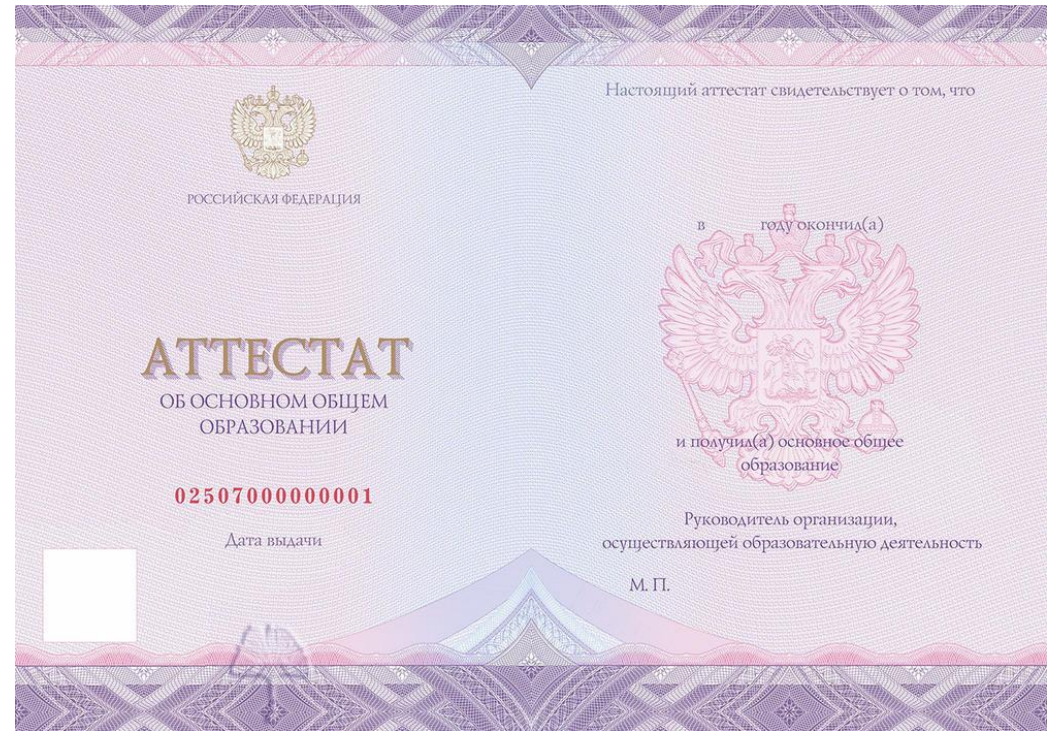 РОССИЙСКАЯ ФЕДЕРАЦИЯ
АТТЕСТАТ
ОБ ОСНОВНОМ ОБЩЕМ
ОБРАЗОВАНИИ
02507000000001
Дата выдачи
Настоящий аттестат свидетельствует о том, что
в году окончил(а)
и получил(а) основное общее
образование
Руководитель организации,
осуществляющей образовательную деятельность
М. П.